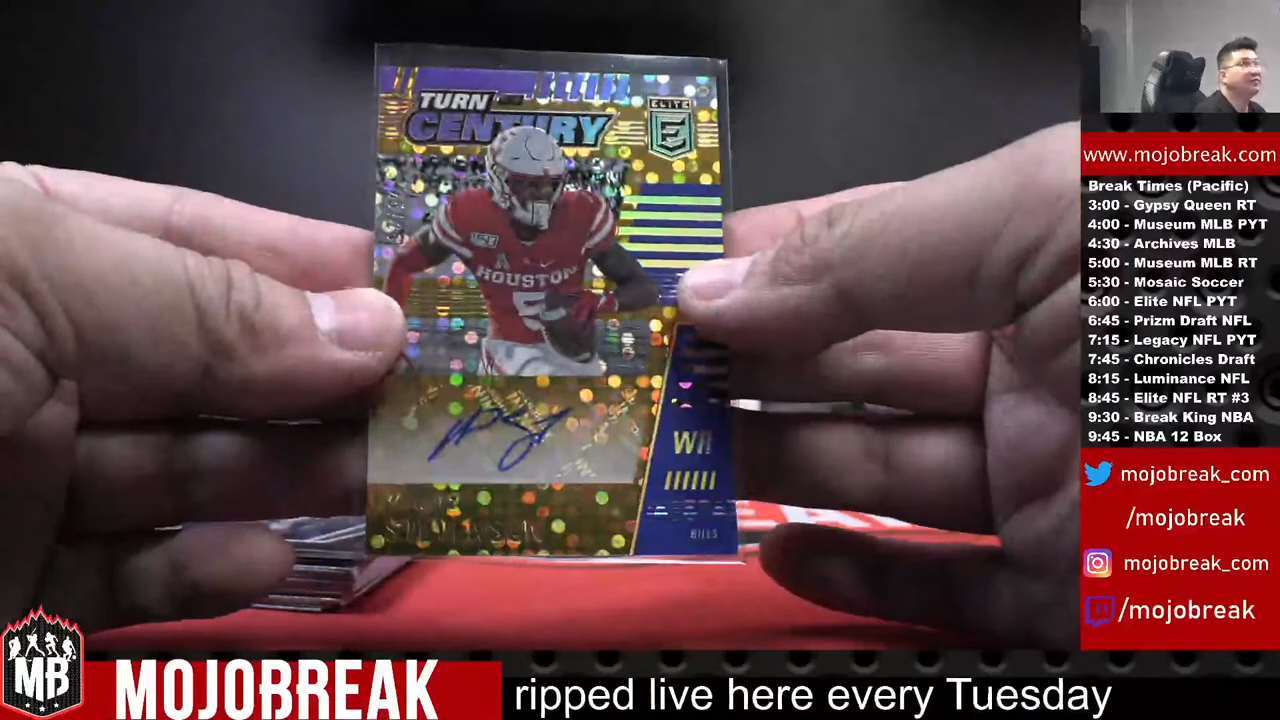 TURN
CENTURY
ELITE
E
150
HOUSTON
5
WR
www.mojobreak.com
Break Times (Pacific)
3:00 - Gypsy Queen RT
4:00 - Museum MLB PYT
4:30 - Archives MLB
5:00 - Museum MLB RT
5:30 - Mosaic Soccer
6:00 - Elite NFL PYT
6:45 - Prizm Draft NFL
7:15 - Legacy NFL PYT
7:45 - Chronicles Draft
8:15 - Luminance NFL
8:45 - Elite NFL RT #3
9:30 - Break King NBA
9:45 - NBA 12 Box
mojobreak_com
/mojobreak
mojobreak_com
/mojobreak
MB
MOJOBREAK
ripped live here every Tuesday